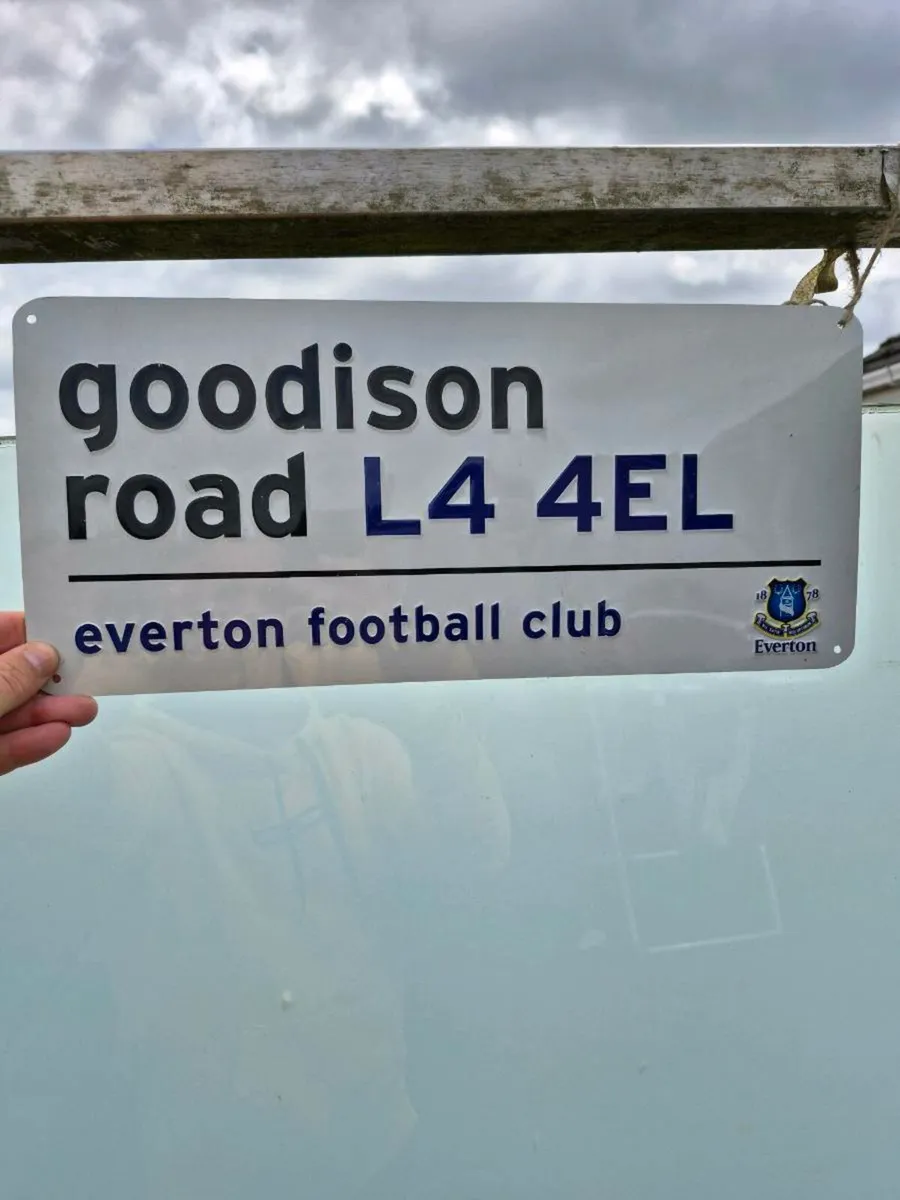 goodison
road L4 4EL
everton football club
18 78
Everton